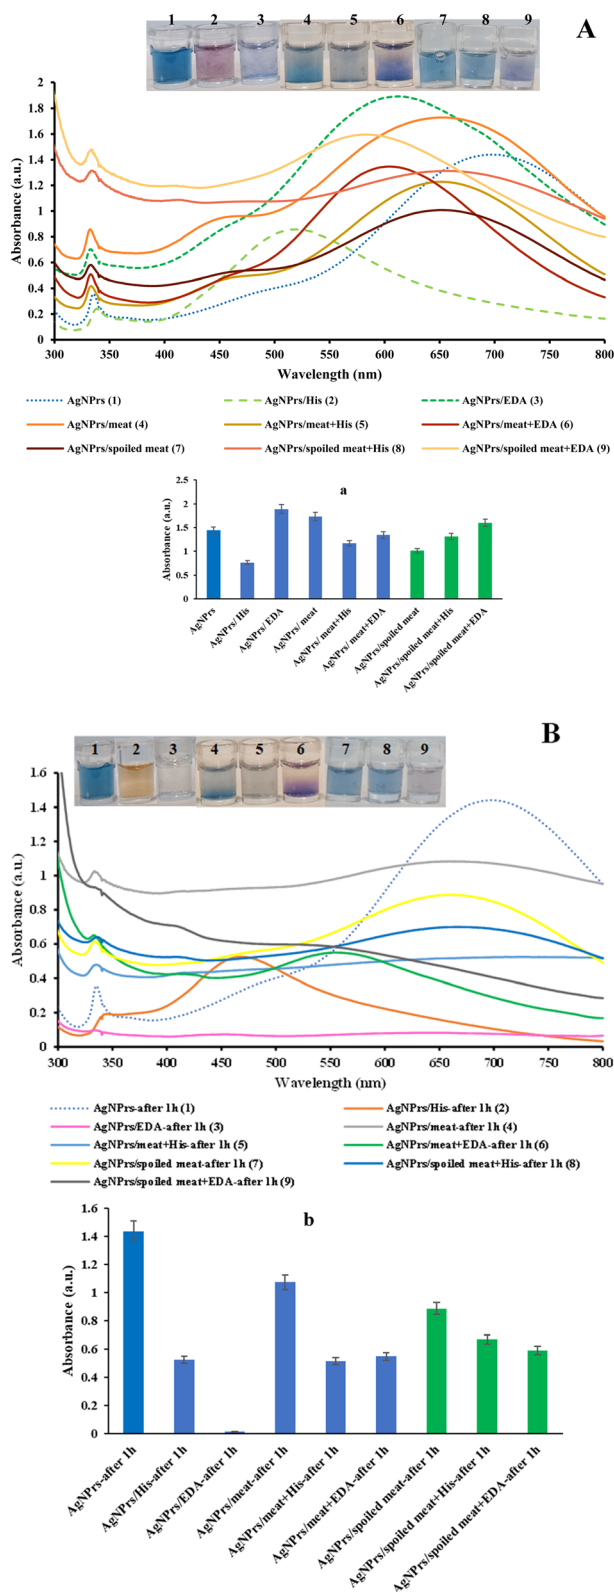 1 2 3 4 5 6 7 8 9
A
2
1.8
1.6
1.4
1.2
1
0.8
0.6
0.4
0.2
0
Absorbance (a.u.)
300 350 400 450 500 550 600 650 700 750 800
Wavelength (nm)
AgNPrs (1) AgNPrs/His (2) AgNPrs/EDA (3)
AgNPrs/meat (4) AgNPrs/meat+His (5) AgNPrs/meat+EDA (6)
AgNPrs/spoiled meat (7) AgNPrs/spoiled meat+His (8) AgNPrs/spoiled meat+EDA (9)
a
2.5
2
1.5
1
0.5
0
Absorbance (a.u.)
AgNPrs
AgNPrs/ His
AgNPrs/ EDA
AgNPrs/ meat
AgNPrs/ meat+His
AgNPrs/ meat+EDA
AgNPrs/spoiled meat
AgNPrs/spoiled meat+His
AgNPrs/spoiled meat+EDA
B
1 2 3 4 5 6 7 8 9
1.6
1.4
1.2
1
0.8
0.6
0.4
0.2
0
Absorbance (a.u.)
300 350 400 450 500 550 600 650 700 750 800
Wavelength (nm)
AgNPrs-after 1h (1) AgNPrs/His-after 1h (2)
AgNPrs/EDA-after 1h (3) AgNPrs/meat-after 1h (4)
AgNPrs/meat+His-after 1h (5) AgNPrs/meat+EDA-after 1h (6)
AgNPrs/spoiled meat-after 1h (7) AgNPrs/spoiled meat+His-after 1h (8)
AgNPrs/spoiled meat+EDA-after 1h (9)
b
1.6
1.4
1.2
1
0.8
0.6
0.4
0.2
0
Absorbance (a.u.)
AgNPrs-after 1h
AgNPrs/His-after 1h
AgNPrs/EDA-after 1h
AgNPrs/meat-after 1h
AgNPrs/meat+His-after 1h
AgNPrs/meat+EDA-after 1h
AgNPrs/spoiled meat-after 1h
AgNPrs/spoiled meat+His-after 1h
AgNPrs/spoiled meat+EDA-after 1h